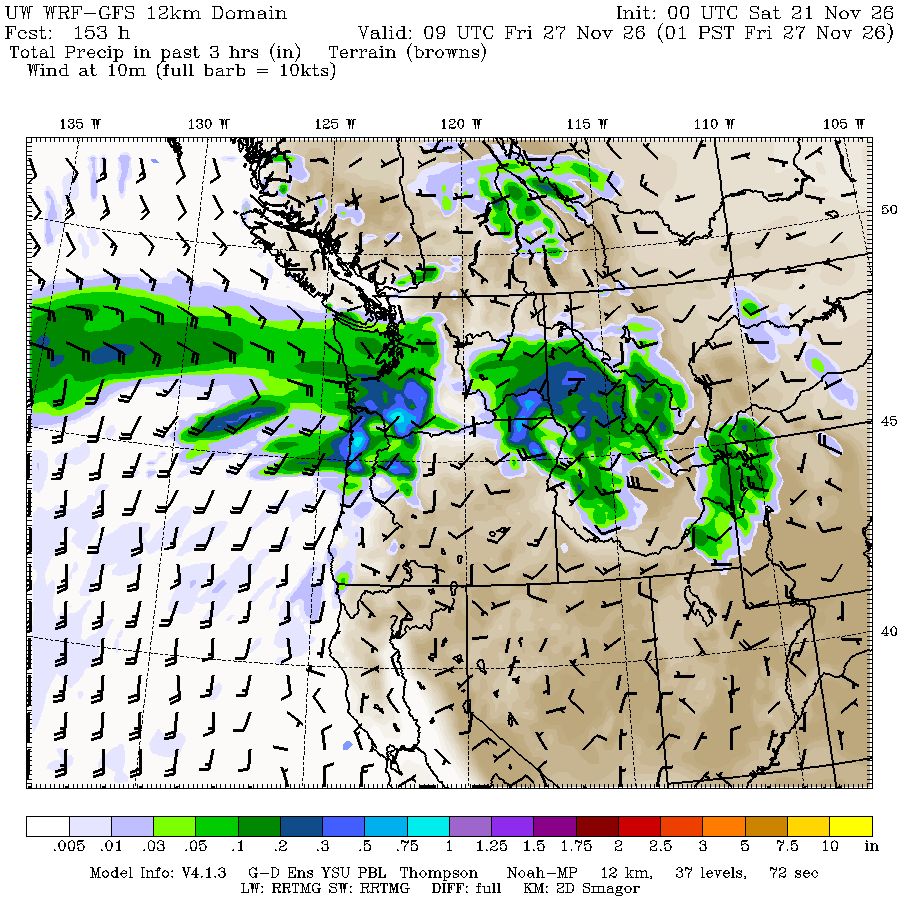 UW WRF-GFS 12km Domain Init: 00 UTC Sat 21 Nov 26
Fcst: 153 h Valid: 09 UTC Fri 27 Nov 26 (01 PST Fri 27 Nov 26)
Total Precip in past 3 hrs (in) Terrain (browns)
Wind at 10m (full barb = 10kts)
135 W 130 W 125 W 120 W 115 W 110 W 105 W
50
45
40
.005 .01 .03 .05 .1 .2 .3 .5 .75 1 1.25 1.5 1.75 2 2.5 3 5 7.5 10 in
Model Info: V4.1.3 G-D Ens YSU PBL Thompson Noah-MP 12 km, 37 levels, 72 sec
LW: RRTMG SW: RRTMG DIFF: full KM: 2D Smagor